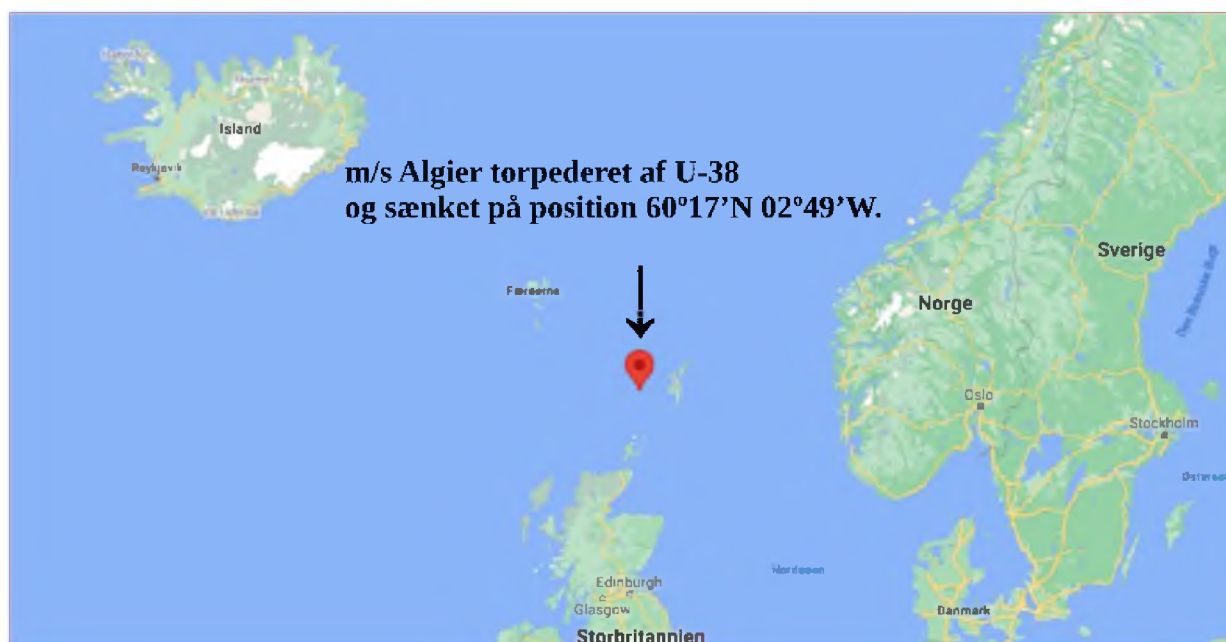 Island
Reykjavik
m/s Algier torpederet af U-38
og sænket på position 60º17’N 02º49’W.
Sverige
Færøerne
Norge
Oslo
Stockholm
Nordsøen
Edinburgh
Glasgow
Danmark
Storbritannien